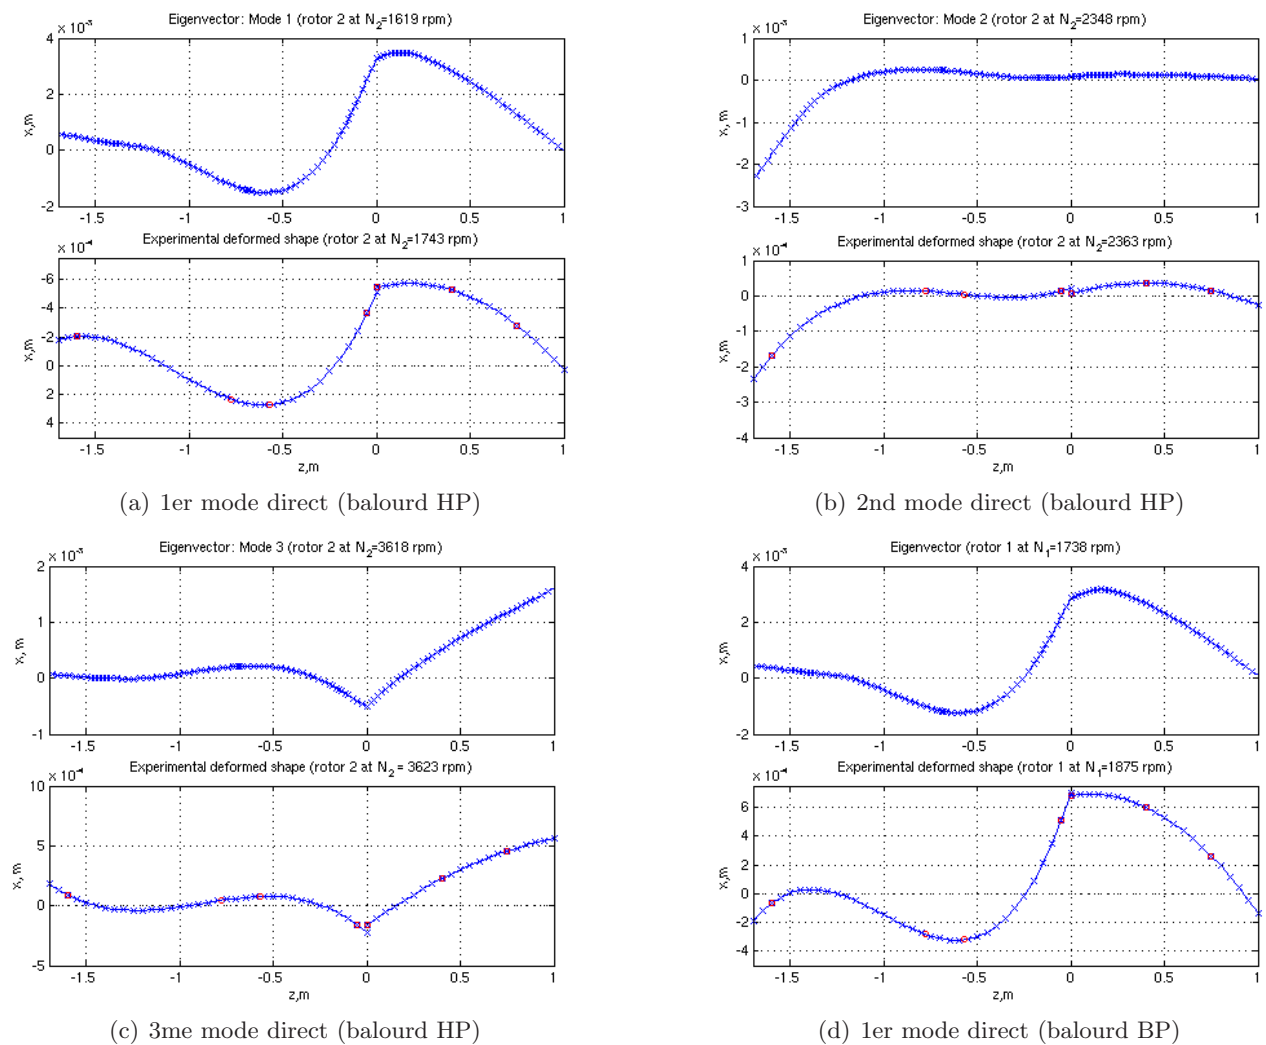 Eigenvector: Mode 1 (rotor 2 at N2=1619 rpm)
x 10^-3
4
2
0
-2
x,m
-1.5 -1 -0.5 0 0.5 1
Experimental deformed shape (rotor 2 at N2=1743 rpm)
x 10^-4
-6
-4
-2
0
2
4
x,m
-1.5 -1 -0.5 0 0.5 1
z,m
(a) 1er mode direct (balourd HP)
Eigenvector: Mode 2 (rotor 2 at N2=2348 rpm)
x 10^-3
1
0
-1
-2
-3
x,m
-1.5 -1 -0.5 0 0.5 1
Experimental deformed shape (rotor 2 at N2=2363 rpm)
x 10^-4
1
0
-1
-2
-3
-4
x,m
-1.5 -1 -0.5 0 0.5 1
z,m
(b) 2nd mode direct (balourd HP)
Eigenvector: Mode 3 (rotor 2 at N2=3618 rpm)
x 10^-3
2
1
0
-1
x,m
-1.5 -1 -0.5 0 0.5 1
Experimental deformed shape (rotor 2 at N2 = 3623 rpm)
x 10^-4
10
5
0
-5
x,m
-1.5 -1 -0.5 0 0.5 1
z,m
(c) 3me mode direct (balourd HP)
Eigenvector (rotor 1 at N1=1738 rpm)
x 10^-3
4
2
0
-2
x,m
-1.5 -1 -0.5 0 0.5 1
Experimental deformed shape (rotor 1 at N1=1875 rpm)
x 10^-4
6
4
2
0
-2
-4
x,m
-1.5 -1 -0.5 0 0.5 1
z,m
(d) 1er mode direct (balourd BP)